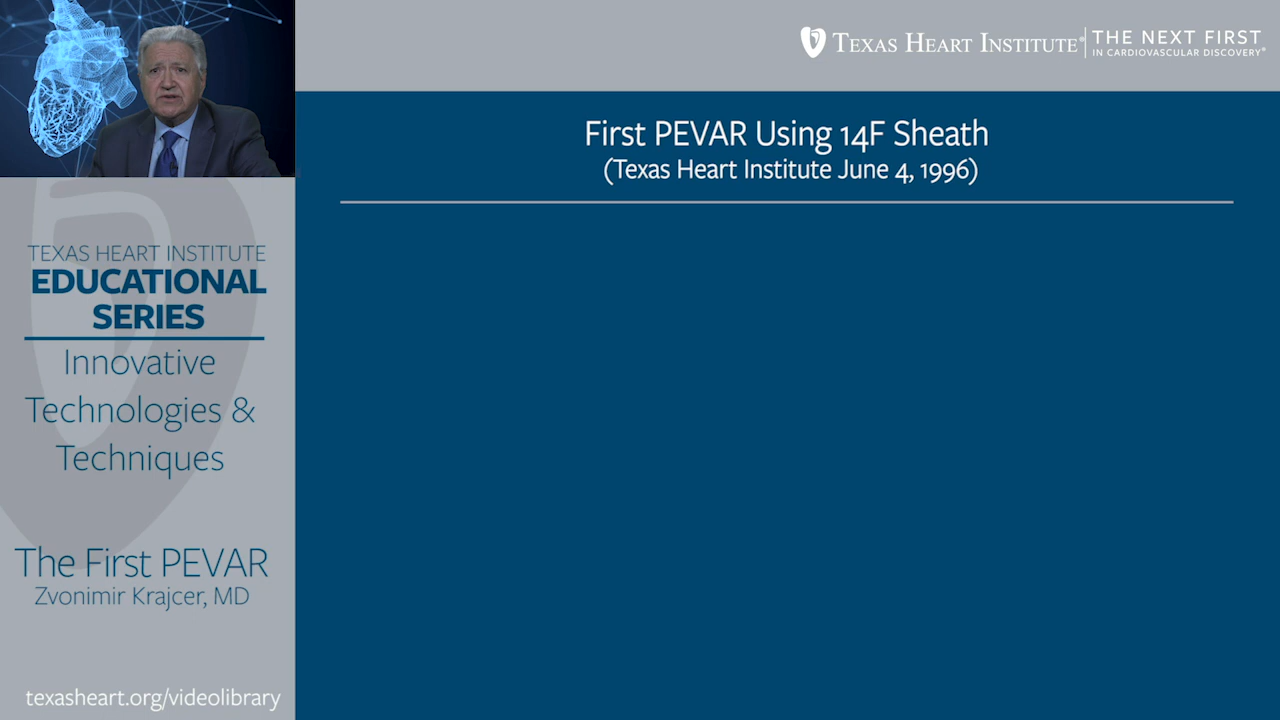 TEXAS HEART INSTITUTE® THE NEXT FIRST
IN CARDIOVASCULAR DISCOVERY®
First PEVAR Using 14F Sheath
(Texas Heart Institute June 4, 1996)
TEXAS HEART INSTITUTE
EDUCATIONAL
SERIES
Innovative
Technologies &
Techniques
The First PEVAR
Zvonimir Krajcer, MD
texasheart.org/videolibrary